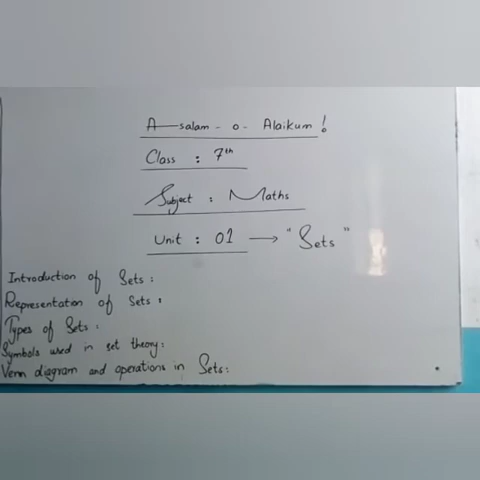 A-salam-o-Alaikum!
Class : 7th
Subject : Maths
Unit : 01 → "Sets"
Introduction of Sets :
Representation of Sets :
Types of Sets :
Symbols used in set theory:
Venn diagram and operations in Sets: